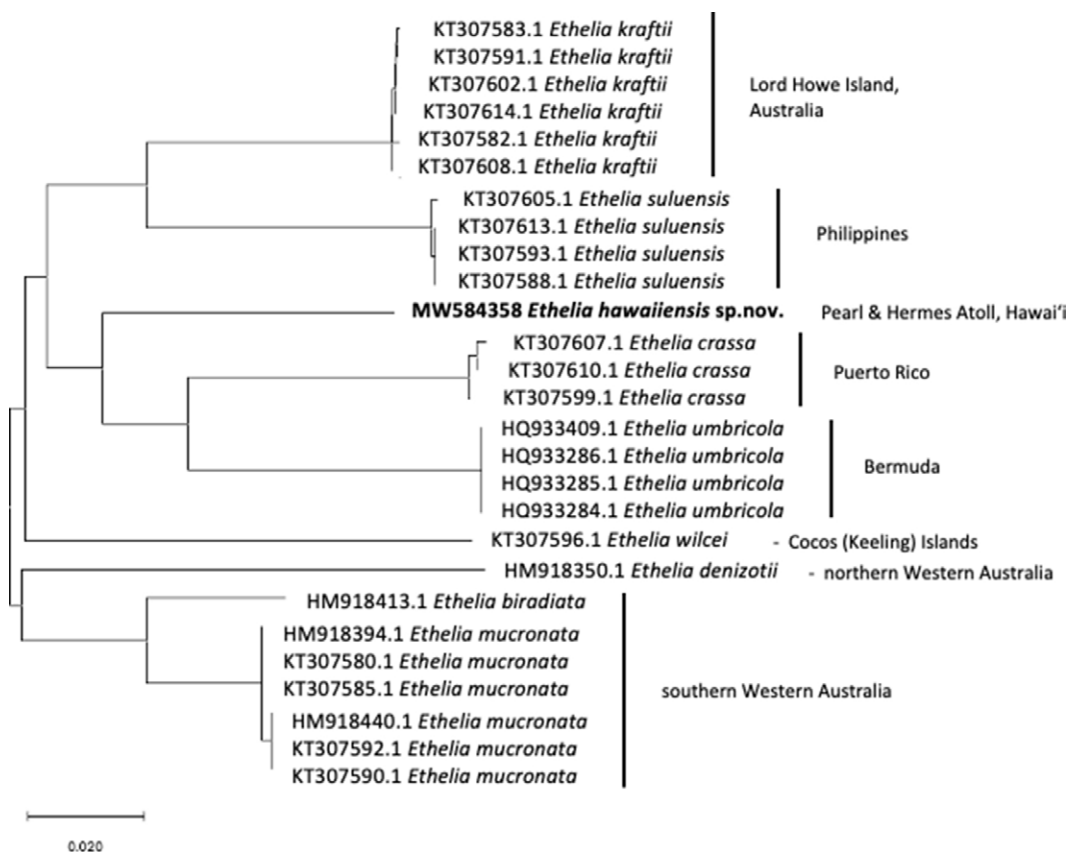 KT307583.1 Ethelia kraftii
KT307591.1 Ethelia kraftii
KT307602.1 Ethelia kraftii
KT307614.1 Ethelia kraftii
KT307582.1 Ethelia kraftii
KT307608.1 Ethelia kraftii
Lord Howe Island,
Australia
KT307605.1 Ethelia suluensis
KT307613.1 Ethelia suluensis
KT307593.1 Ethelia suluensis
KT307588.1 Ethelia suluensis
Philippines
MW584358 Ethelia hawaiiensis sp.nov.
Pearl & Hermes Atoll, Hawaiʻi
KT307607.1 Ethelia crassa
KT307610.1 Ethelia crassa
KT307599.1 Ethelia crassa
Puerto Rico
HQ933409.1 Ethelia umbricola
HQ933286.1 Ethelia umbricola
HQ933285.1 Ethelia umbricola
HQ933284.1 Ethelia umbricola
Bermuda
KT307596.1 Ethelia wilcei - Cocos (Keeling) Islands
HM918350.1 Ethelia denizotii - northern Western Australia
HM918413.1 Ethelia biradiata
HM918394.1 Ethelia mucronata
KT307580.1 Ethelia mucronata
KT307585.1 Ethelia mucronata
HM918440.1 Ethelia mucronata
KT307592.1 Ethelia mucronata
KT307590.1 Ethelia mucronata
southern Western Australia
0.020